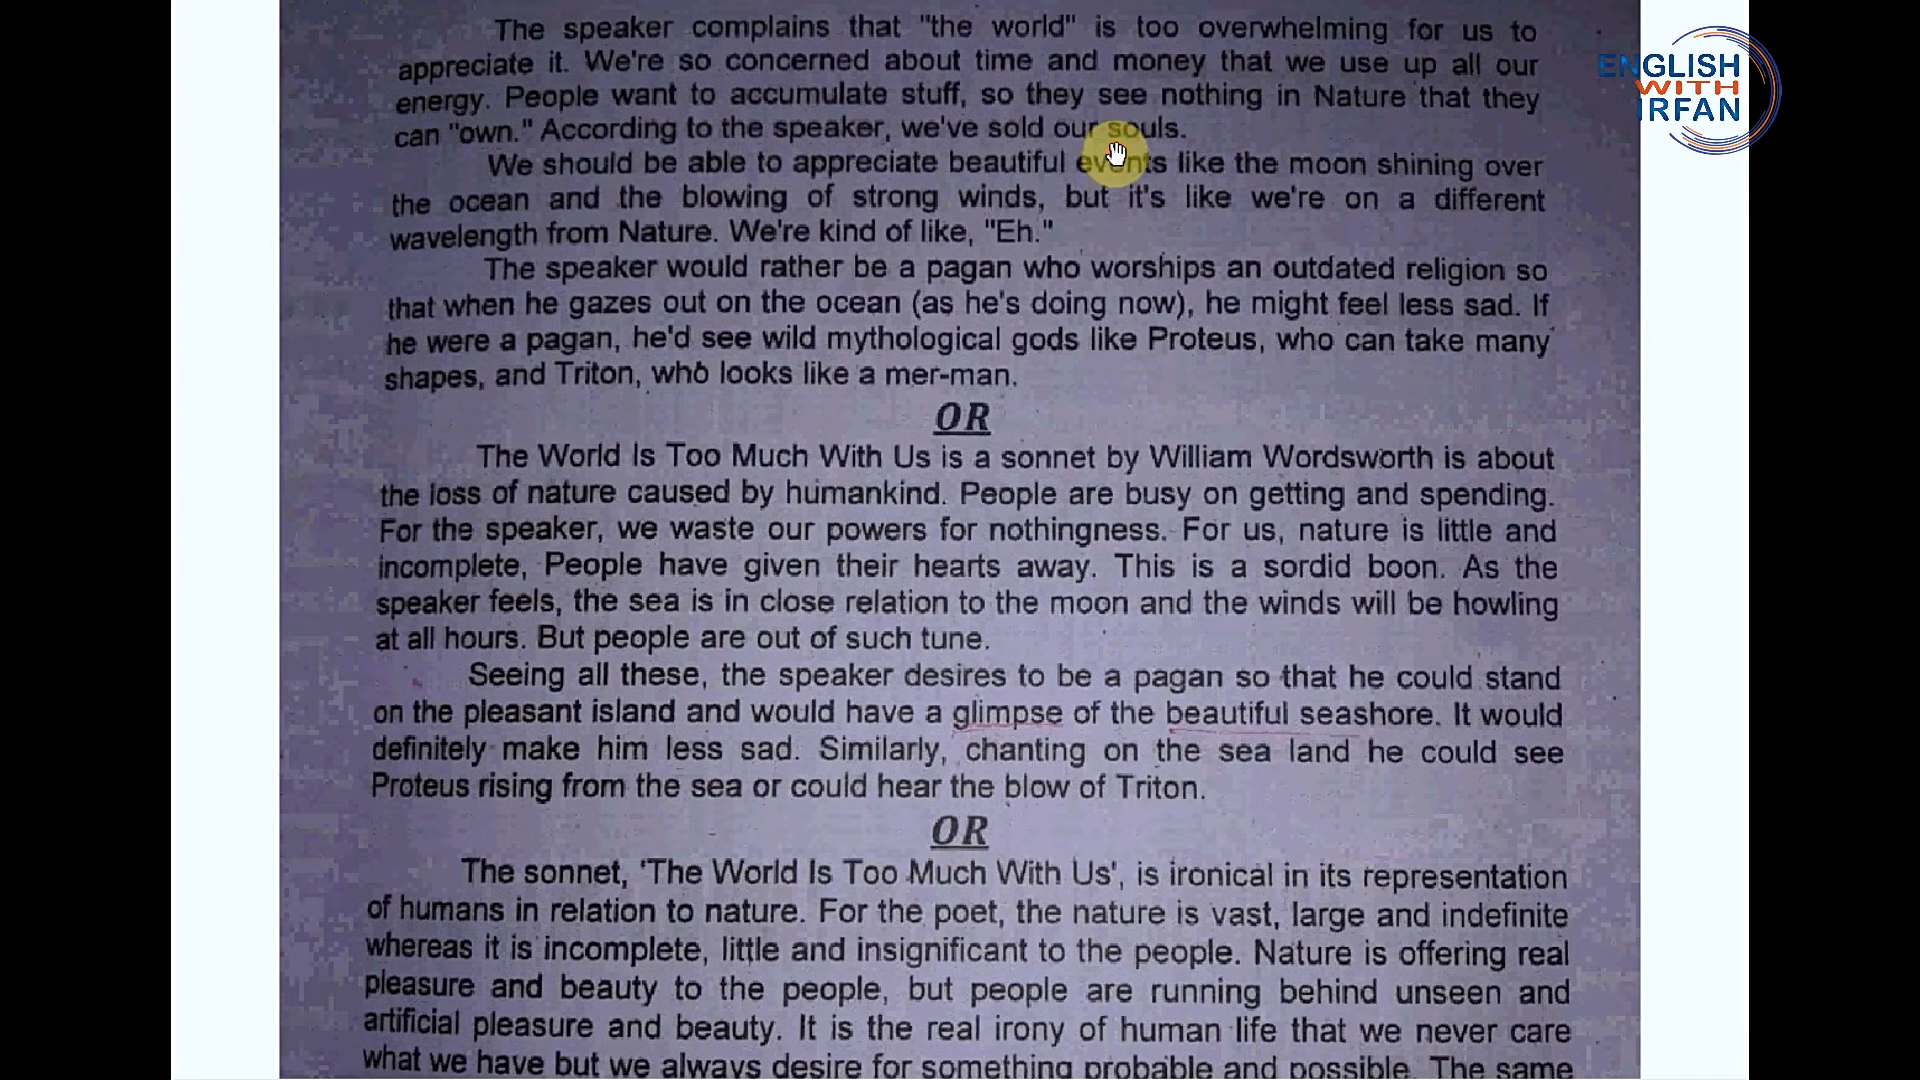 The speaker complains that "the world" is too overwhelming for us to
appreciate it. We're so concerned about time and money that we use up all our
energy. People want to accumulate stuff, so they see nothing in Nature that they
can "own." According to the speaker, we've sold our souls.
We should be able to appreciate beautiful events like the moon shining over
the ocean and the blowing of strong winds, but it's like we're on a different
wavelength from Nature. We're kind of like, "Eh."
The speaker would rather be a pagan who worships an outdated religion so
that when he gazes out on the ocean (as he's doing now), he might feel less sad. If
he were a pagan, he'd see wild mythological gods like Proteus, who can take many
shapes, and Triton, who looks like a mer-man.
OR
The World Is Too Much With Us is a sonnet by William Wordsworth is about
the loss of nature caused by humankind. People are busy on getting and spending.
For the speaker, we waste our powers for nothingness. For us, nature is little and
incomplete, People have given their hearts away. This is a sordid boon. As the
speaker feels, the sea is in close relation to the moon and the winds will be howling
at all hours. But people are out of such tune.
Seeing all these, the speaker desires to be a pagan so that he could stand
on the pleasant island and would have a glimpse of the beautiful seashore. It would
definitely make him less sad. Similarly, chanting on the sea land he could see
Proteus rising from the sea or could hear the blow of Triton.
OR
The sonnet, 'The World Is Too Much With Us', is ironical in its representation
of humans in relation to nature. For the poet, the nature is vast, large and indefinite
whereas it is incomplete, little and insignificant to the people. Nature is offering real
pleasure and beauty to the people, but people are running behind unseen and
artificial pleasure and beauty. It is the real irony of human life that we never care
what we have but we always desire for something probable and possible. The same
ENGLISH
WITH
IRFAN